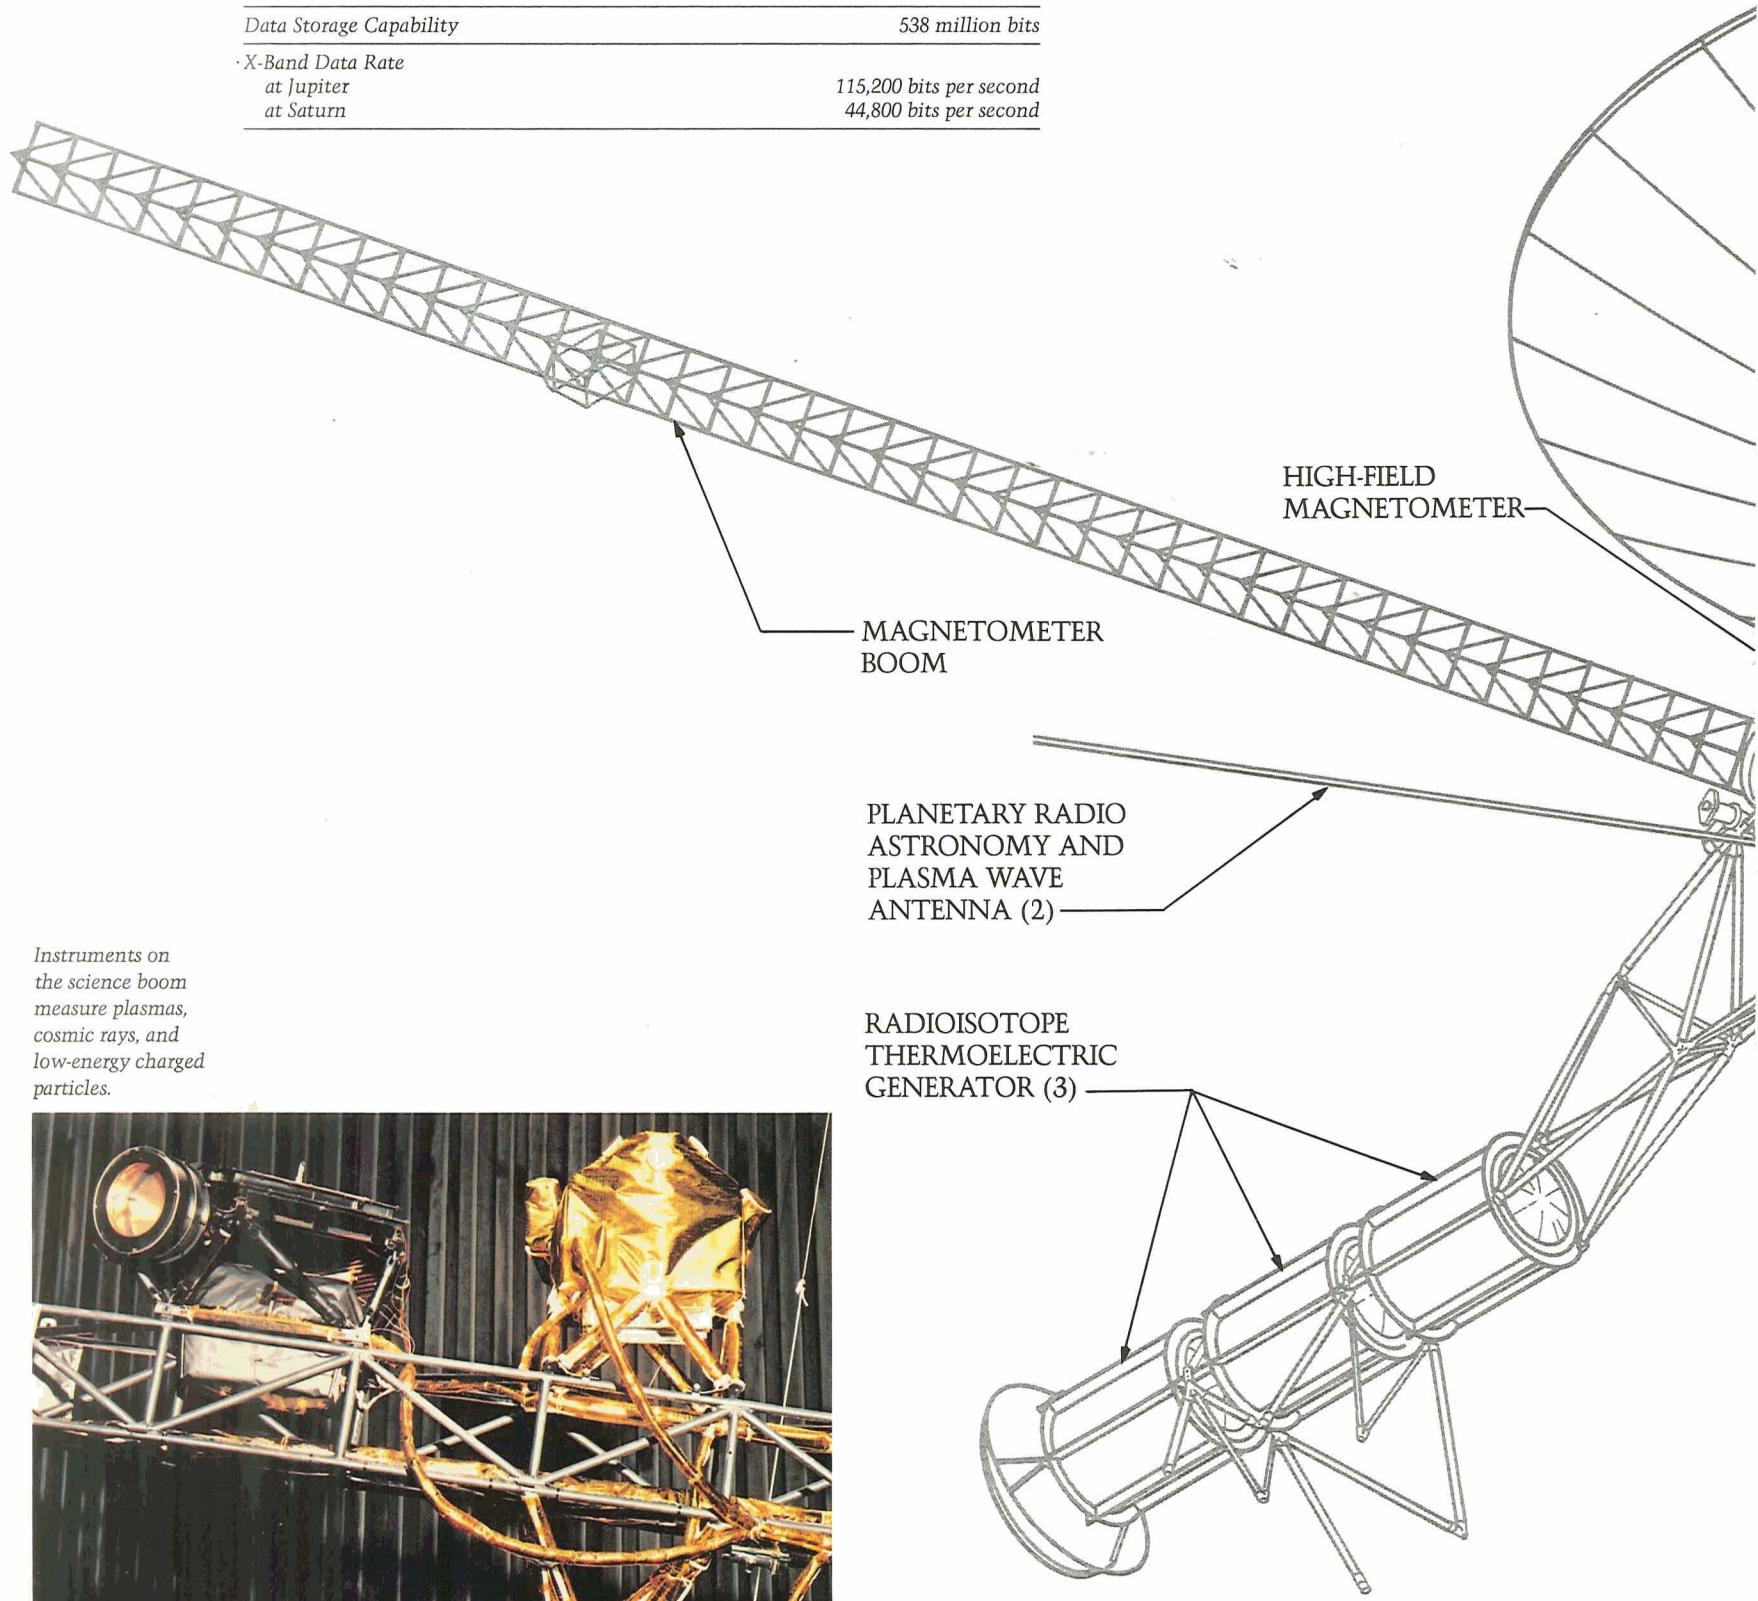 Data Storage Capability 538 million bits
X-Band Data Rate
at Jupiter 115,200 bits per second
at Saturn 44,800 bits per second
HIGH-FIELD
MAGNETOMETER
MAGNETOMETER
BOOM
PLANETARY RADIO
ASTRONOMY AND
PLASMA WAVE
ANTENNA (2)
Instruments on
the science boom
measure plasmas,
cosmic rays, and
low-energy charged
particles.
RADIOISOTOPE
THERMOELECTRIC
GENERATOR (3)